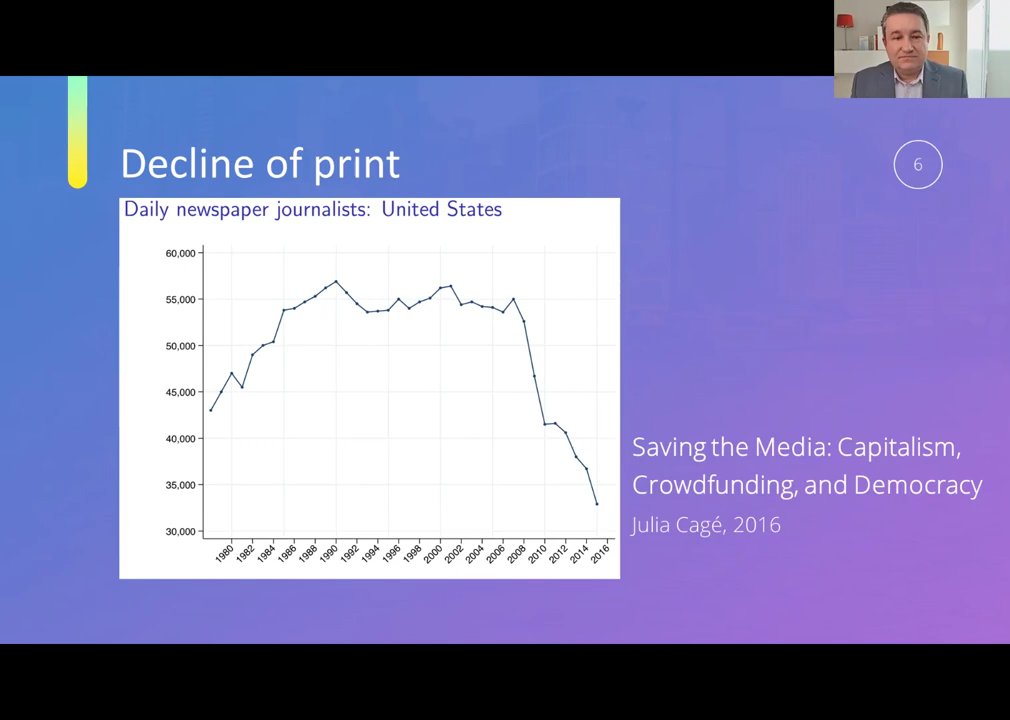 Decline of print
6
Daily newspaper journalists: United States
60,000
55,000
50,000
45,000
40,000
35,000
30,000
1980 1982 1984 1986 1988 1990 1992 1994 1996 1998 2000 2002 2004 2006 2008 2010 2012 2014 2016
Saving the Media: Capitalism,
Crowdfunding, and Democracy
Julia Cagé, 2016